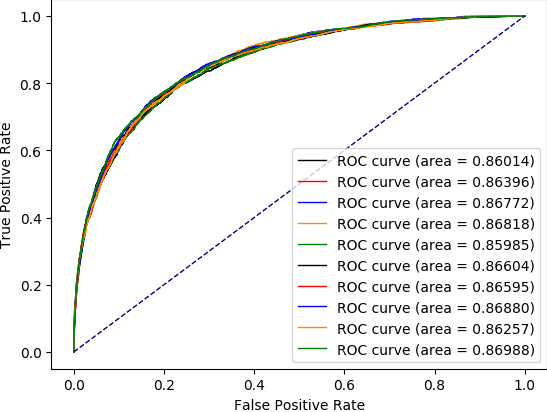 1.0
0.8
0.6
0.4
0.2
0.0
True Positive Rate
ROC curve (area = 0.86014)
ROC curve (area = 0.86396)
ROC curve (area = 0.86772)
ROC curve (area = 0.86818)
ROC curve (area = 0.85985)
ROC curve (area = 0.86604)
ROC curve (area = 0.86595)
ROC curve (area = 0.86880)
ROC curve (area = 0.86257)
ROC curve (area = 0.86988)
0.0 0.2 0.4 0.6 0.8 1.0
False Positive Rate